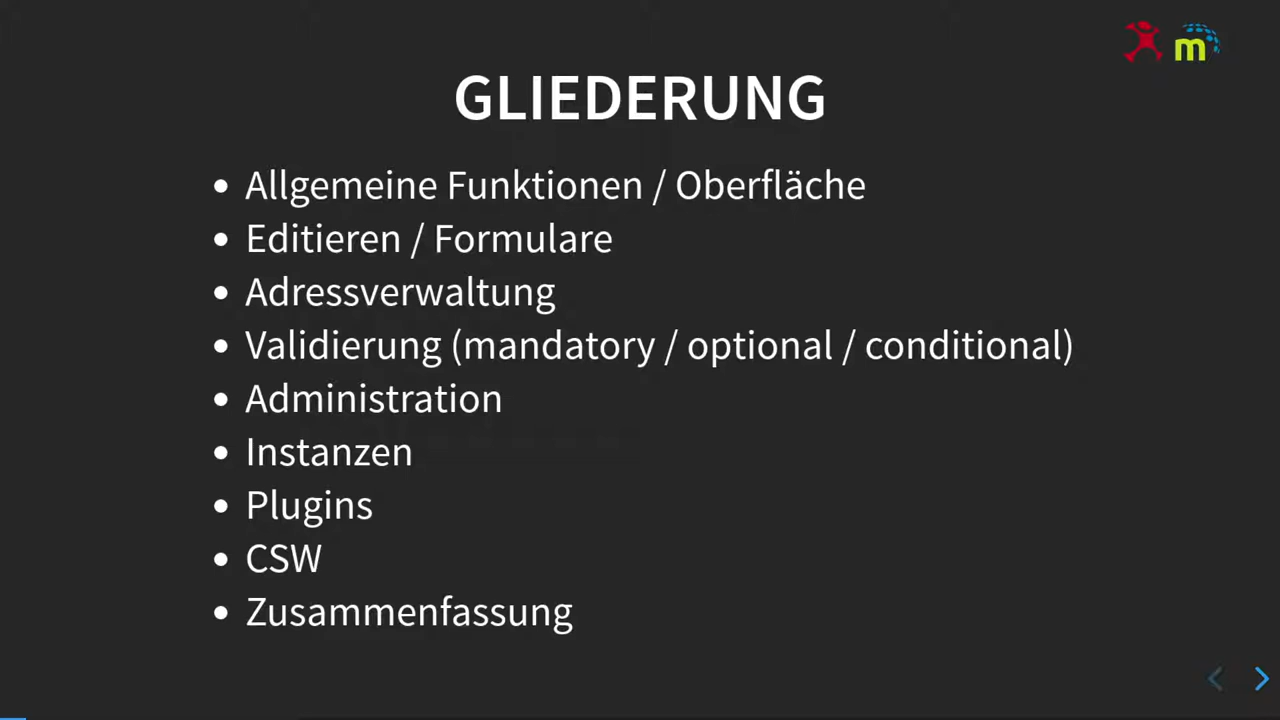 m
GLIEDERUNG
Allgemeine Funktionen / Oberfläche
Editieren / Formulare
Adressverwaltung
Validierung (mandatory / optional / conditional)
Administration
Instanzen
Plugins
CSW
Zusammenfassung